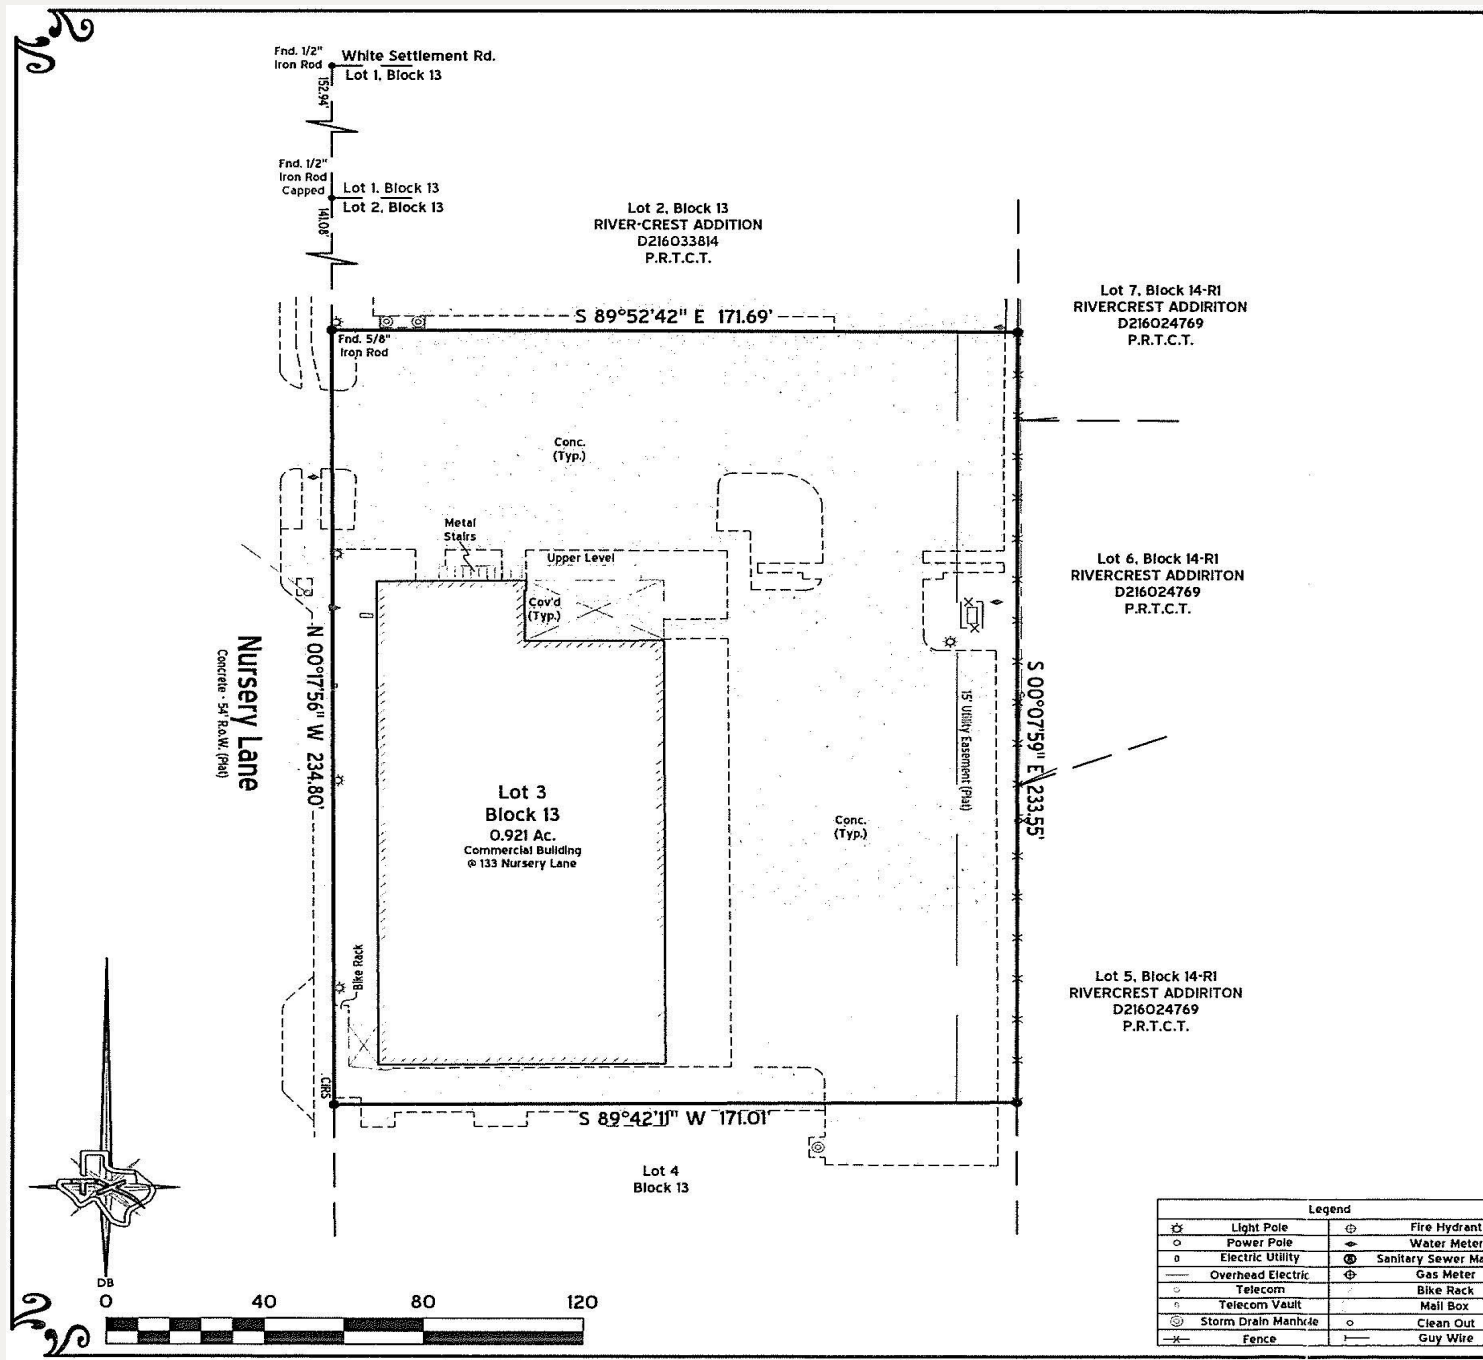 Fnd. 1/2"
Iron Rod
White Settlement Rd.
Lot 1, Block 13
152.94'
Fnd. 1/2"
Iron Rod
Capped
Lot 1, Block 13
Lot 2, Block 13
141.08'
Lot 2, Block 13
RIVER-CREST ADDITION
D216033814
P.R.T.C.T.
Lot 7, Block 14-R1
RIVERCREST ADDIRITON
D216024769
P.R.T.C.T.
S 89°52'42" E 171.69'
Fnd. 5/8"
Iron Rod
Conc.
(Typ.)
Metal
Stairs
Upper Level
Cov'd
(Typ.)
Lot 6, Block 14-R1
RIVERCREST ADDIRITON
D216024769
P.R.T.C.T.
Nursery Lane
Concrete - 54' R.o.W. (Plat)
N 00°17'56" W 234.80'
15' Utility Easement (Plat)
S 00°07'59" E 233.55'
Lot 3
Block 13
0.921 Ac.
Commercial Building
@ 133 Nursery Lane
Conc.
(Typ.)
Bike Rack
Lot 5, Block 14-R1
RIVERCREST ADDIRITON
D216024769
P.R.T.C.T.
CIRS
S 89°42'11" W 171.01'
Lot 4
Block 13
DB
0 40 80 120
Legend
Light Pole Fire Hydrant
Power Pole Water Meter
Electric Utility Sanitary Sewer Ma
Overhead Electric Gas Meter
Telecom Bike Rack
Telecom Vault Mail Box
Storm Drain Manhole Clean Out
Fence Guy Wire